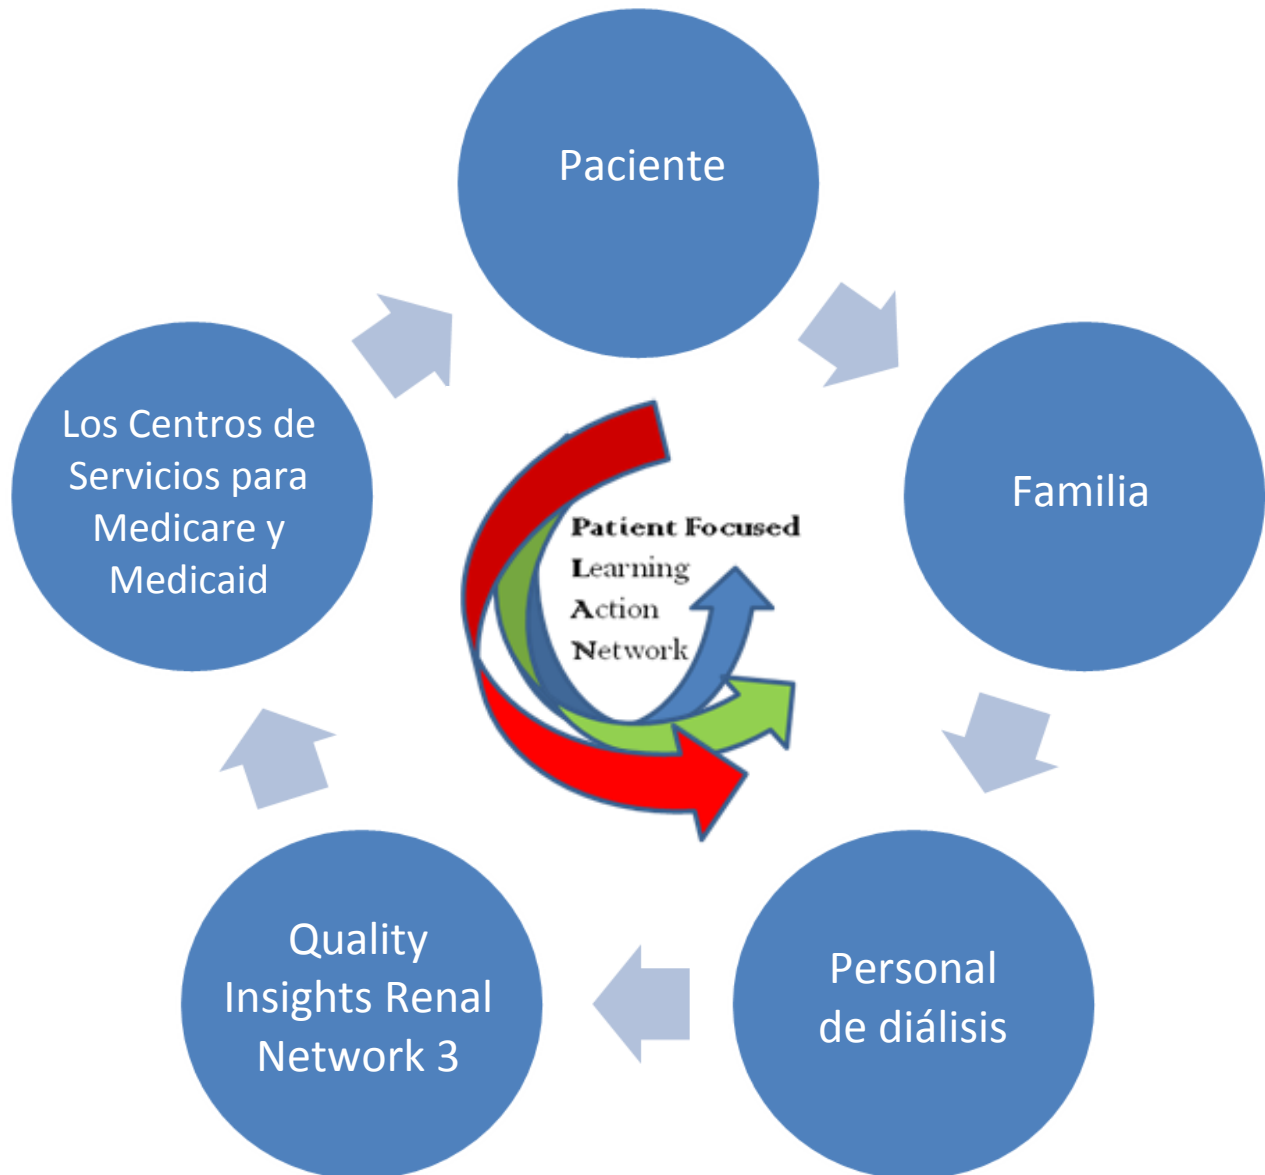 Paciente
Familia
Personal
de diálisis
Quality
Insights Renal
Network 3
Los Centros de
Servicios para
Medicare y
Medicaid
Patient Focused
Learning
Action
Network